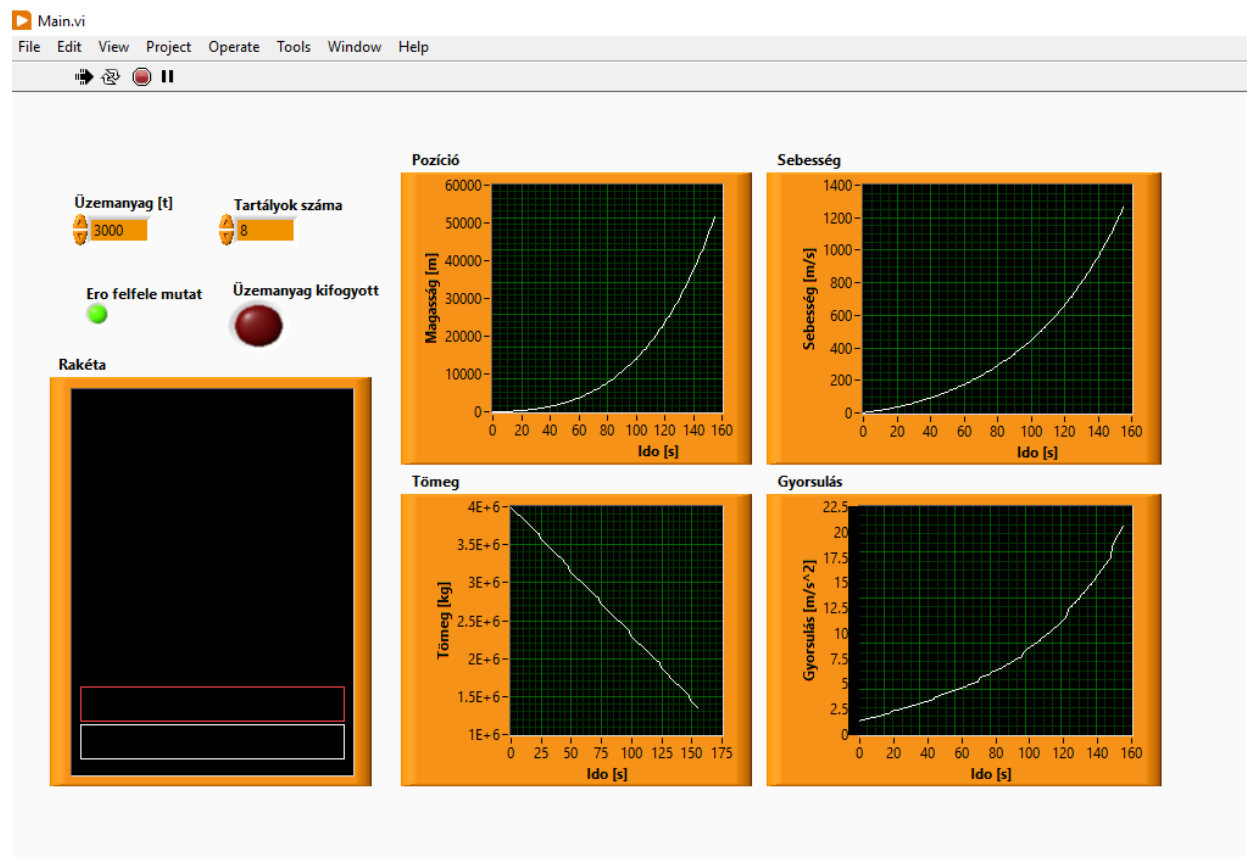 Main.vi
File Edit View Project Operate Tools Window Help
Üzemanyag [t]
3000
Tartályok száma
8
Ero felfele mutat
Üzemanyag kifogyott
Rakéta
Pozíció
Magasság [m]
60000
50000
40000
30000
20000
10000
0
0 20 40 60 80 100 120 140 160
Ido [s]
Sebesség
Sebesség [m/s]
1400
1200
1000
800
600
400
200
0
0 20 40 60 80 100 120 140 160
Ido [s]
Tömeg
Tömeg [kg]
4E+6
3.5E+6
3E+6
2.5E+6
2E+6
1.5E+6
1E+6
0 25 50 75 100 125 150 175
Ido [s]
Gyorsulás
Gyorsulás [m/s^2]
22.5
20
17.5
15
12.5
10
7.5
5
2.5
0
0 20 40 60 80 100 120 140 160
Ido [s]